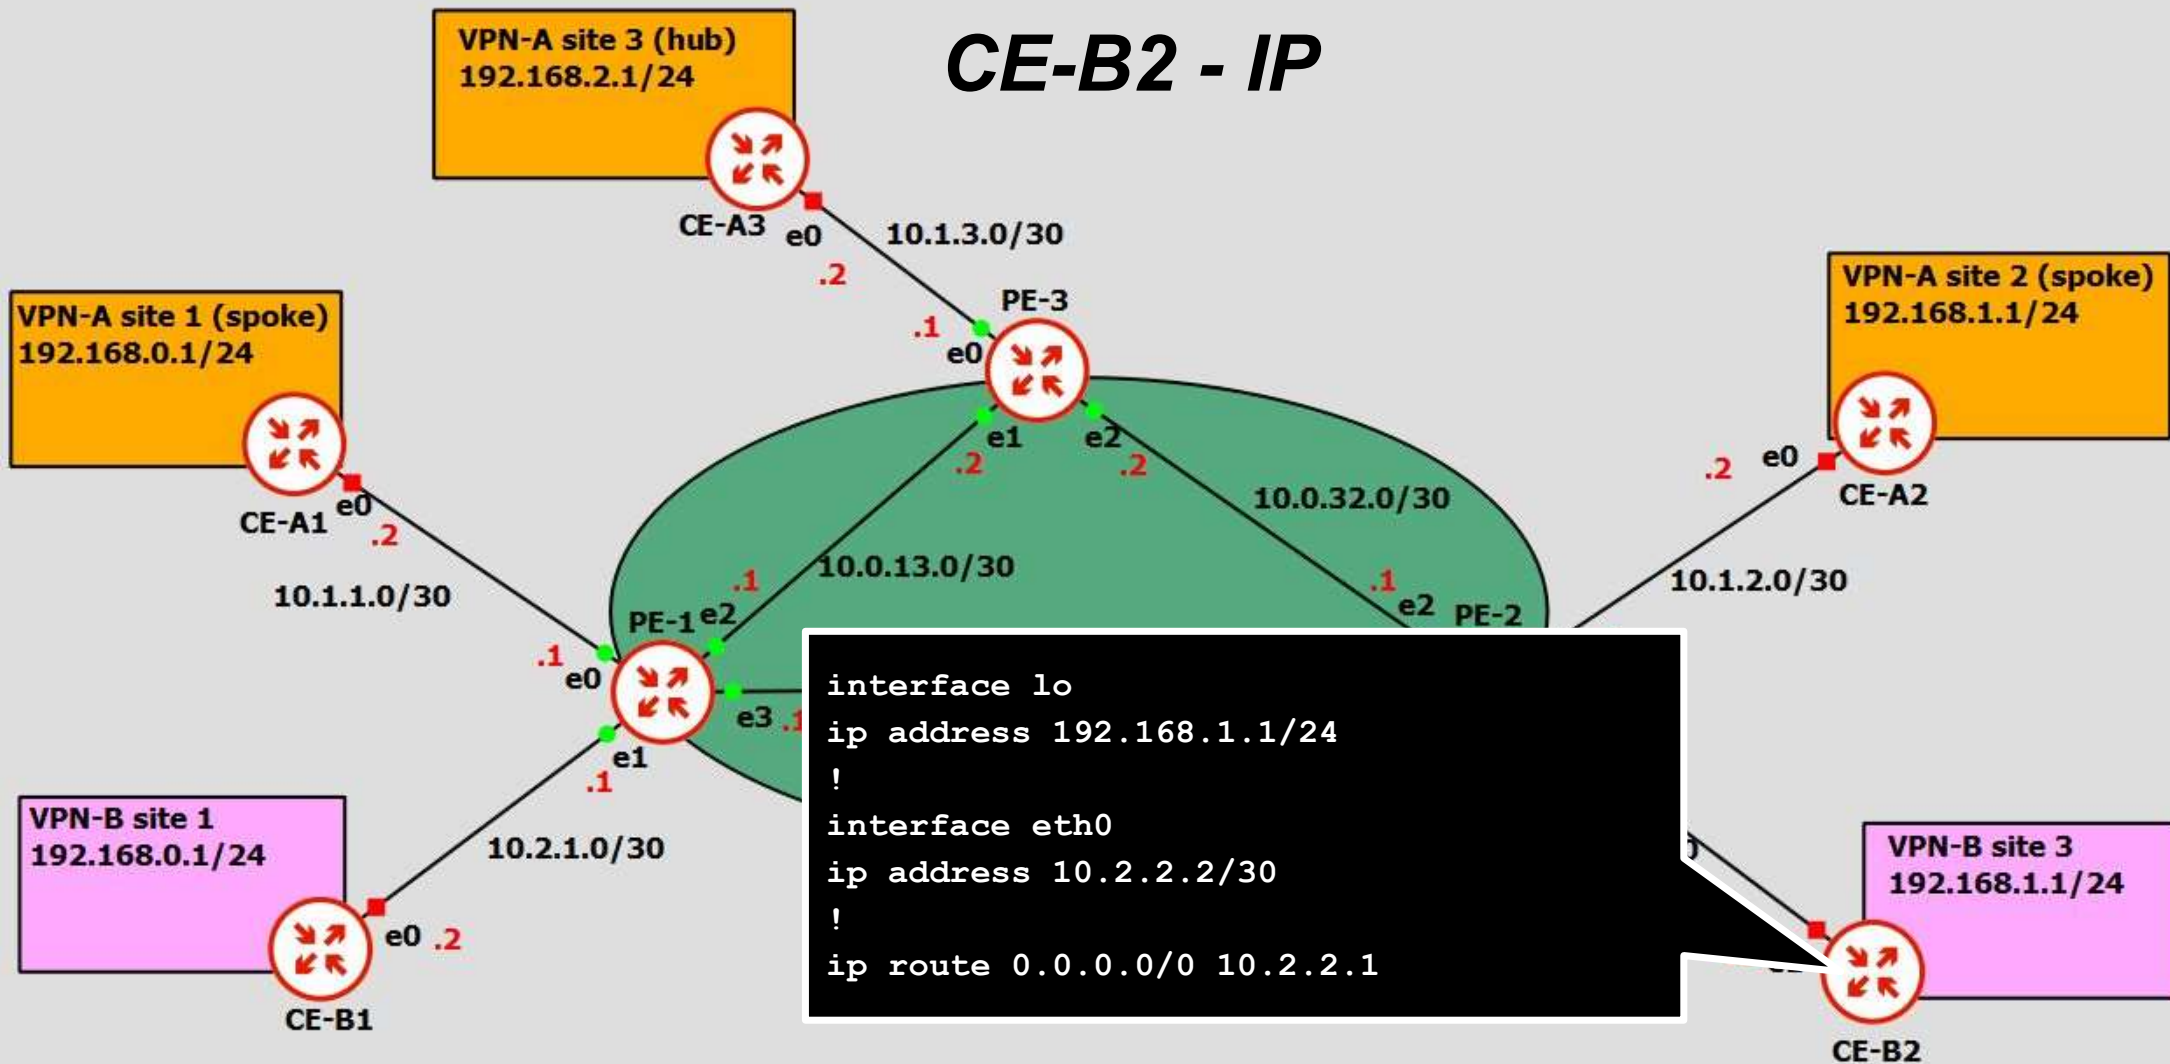 CE-B2 - IP
VPN-A site 3 (hub)
192.168.2.1/24
CE-A3
e0
10.1.3.0/30
.2
PE-3
.1
e0
VPN-A site 1 (spoke)
192.168.0.1/24
VPN-A site 2 (spoke)
192.168.1.1/24
e1
e2
.2
.2
.2
e0
CE-A2
10.0.32.0/30
CE-A1
e0
.2
10.1.1.0/30
10.0.13.0/30
.1
.1
10.1.2.0/30
PE-1
e2
e2
PE-2
.1
e0
e3
.1
e1
.1
interface lo
ip address 192.168.1.1/24
!
interface eth0
ip address 10.2.2.2/30
!
ip route 0.0.0.0/0 10.2.2.1
VPN-B site 1
192.168.0.1/24
10.2.1.0/30
e0
.2
CE-B1
VPN-B site 3
192.168.1.1/24
CE-B2